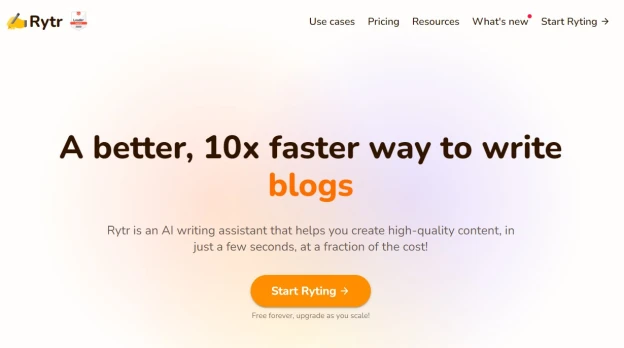 Rytr
Use cases Pricing Resources What's new Start Ryting →
A better, 10x faster way to write
blogs
Rytr is an AI writing assistant that helps you create high-quality content, in
just a few seconds, at a fraction of the cost!
Start Ryting →
Free forever, upgrade as you scale!